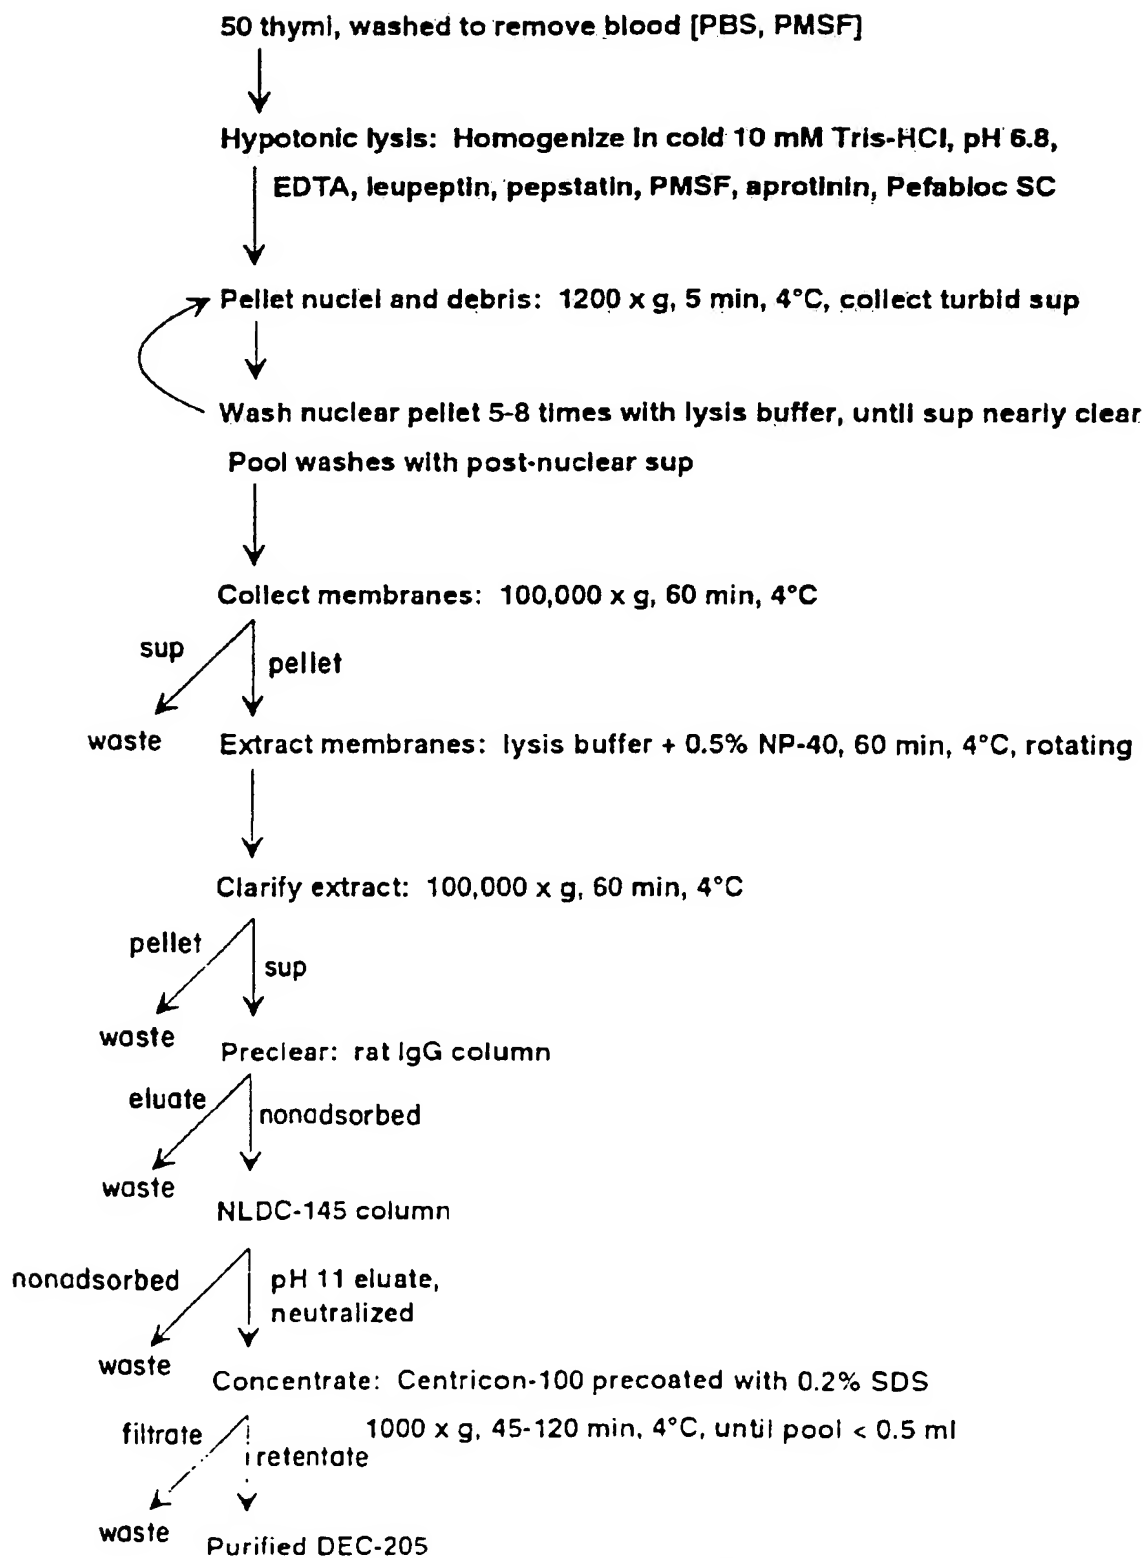 50 thymi, washed to remove blood [PBS, PMSF]
Hypotonic lysis: Homogenize in cold 10 mM Tris-HCl, pH 6.8,
EDTA, leupeptin, pepstatin, PMSF, aprotinin, Pefabloc SC
Pellet nuclei and debris: 1200 x g, 5 min, 4°C, collect turbid sup
Wash nuclear pellet 5-8 times with lysis buffer, until sup nearly clear
Pool washes with post-nuclear sup
Collect membranes: 100,000 x g, 60 min, 4°C
sup
pellet
waste
Extract membranes: lysis buffer + 0.5% NP-40, 60 min, 4°C, rotating
Clarify extract: 100,000 x g, 60 min, 4°C
pellet
sup
waste
Preclear: rat IgG column
eluate
nonadsorbed
waste
NLDC-145 column
nonadsorbed
pH 11 eluate,
neutralized
waste
Concentrate: Centricon-100 precoated with 0.2% SDS
filtrate
1000 x g, 45-120 min, 4°C, until pool < 0.5 ml
retentate
waste
Purified DEC-205